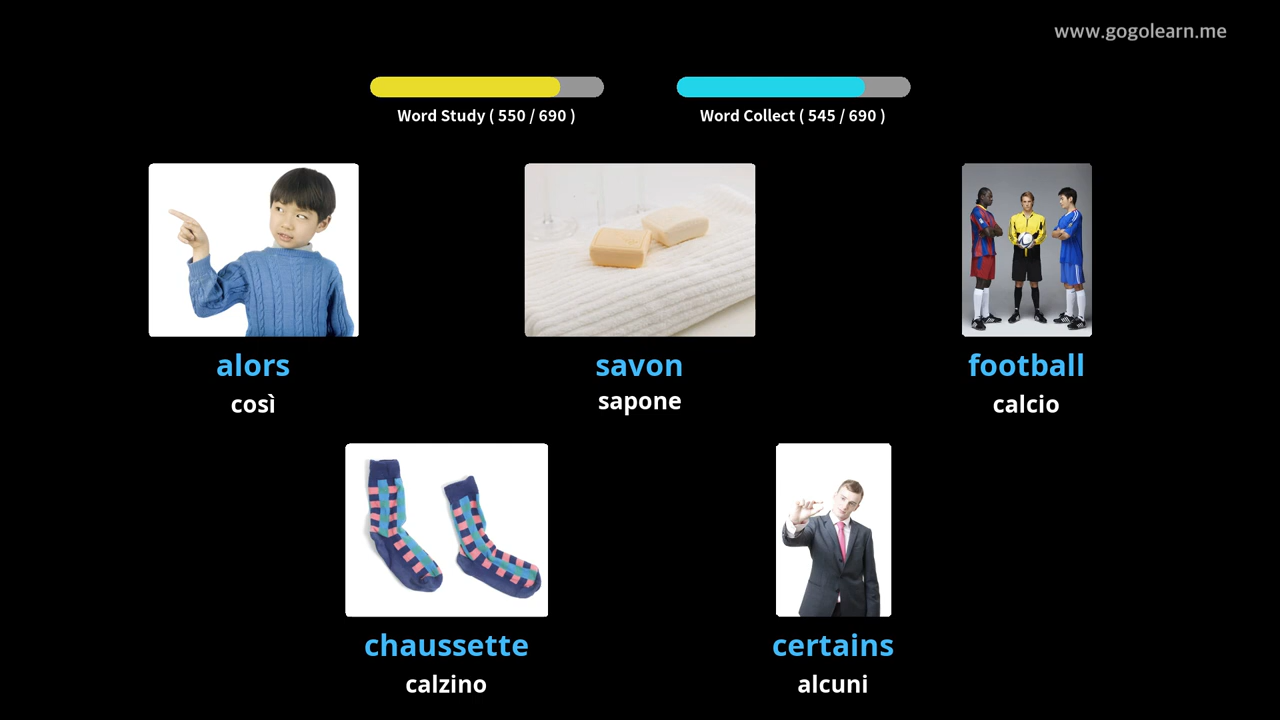 www.gogolearn.me
Word Study ( 550 / 690 )
Word Collect ( 545 / 690 )
alors
così
savon
sapone
football
calcio
chaussette
calzino
certains
alcuni